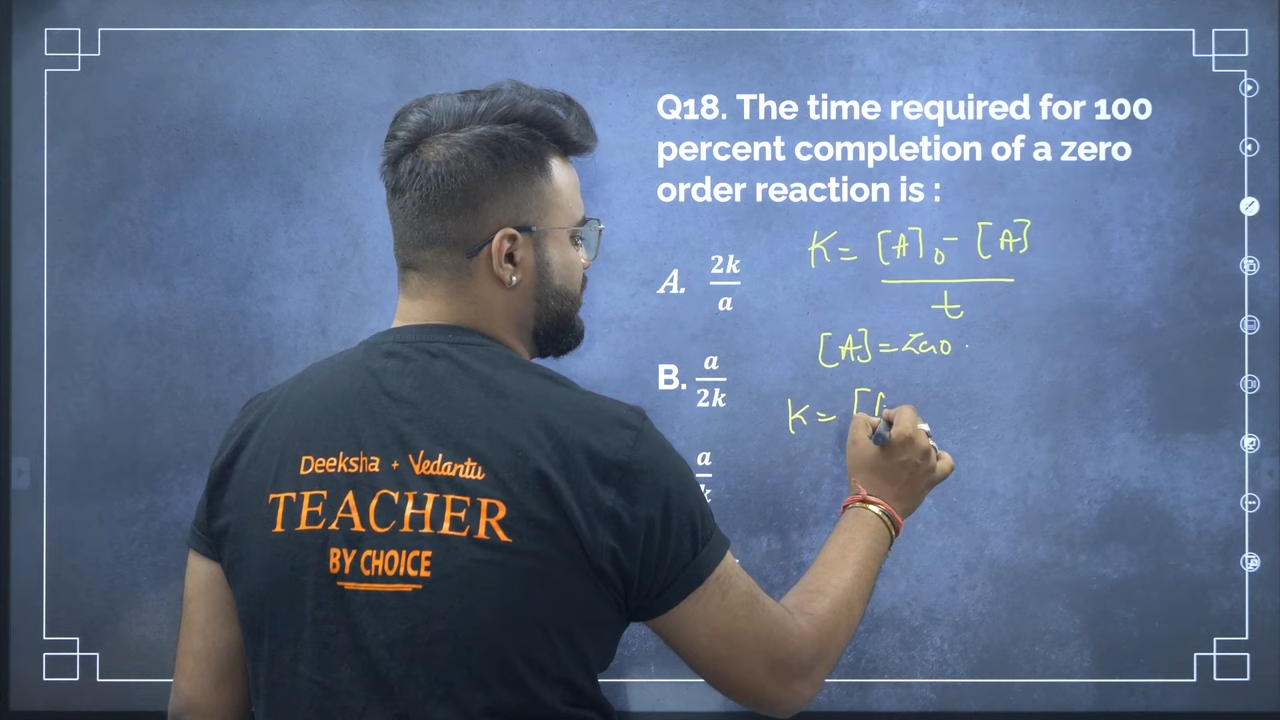 Q18. The time required for 100
percent completion of a zero
order reaction is :
A. 2k/a
B. a/2k
a/k
K = [A]0 - [A]
t
[A] = Zero.
K = [
Deeksha + Vedantu
TEACHER
BY CHOICE